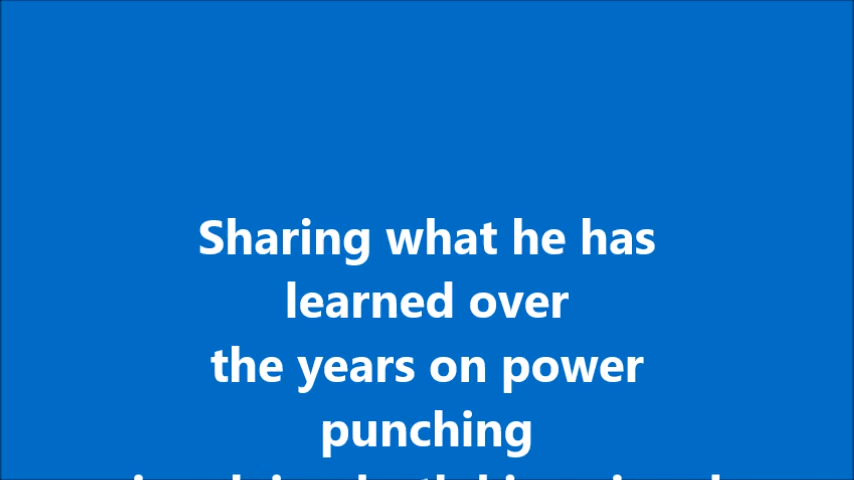 Sharing what he has
learned over
the years on power
punching